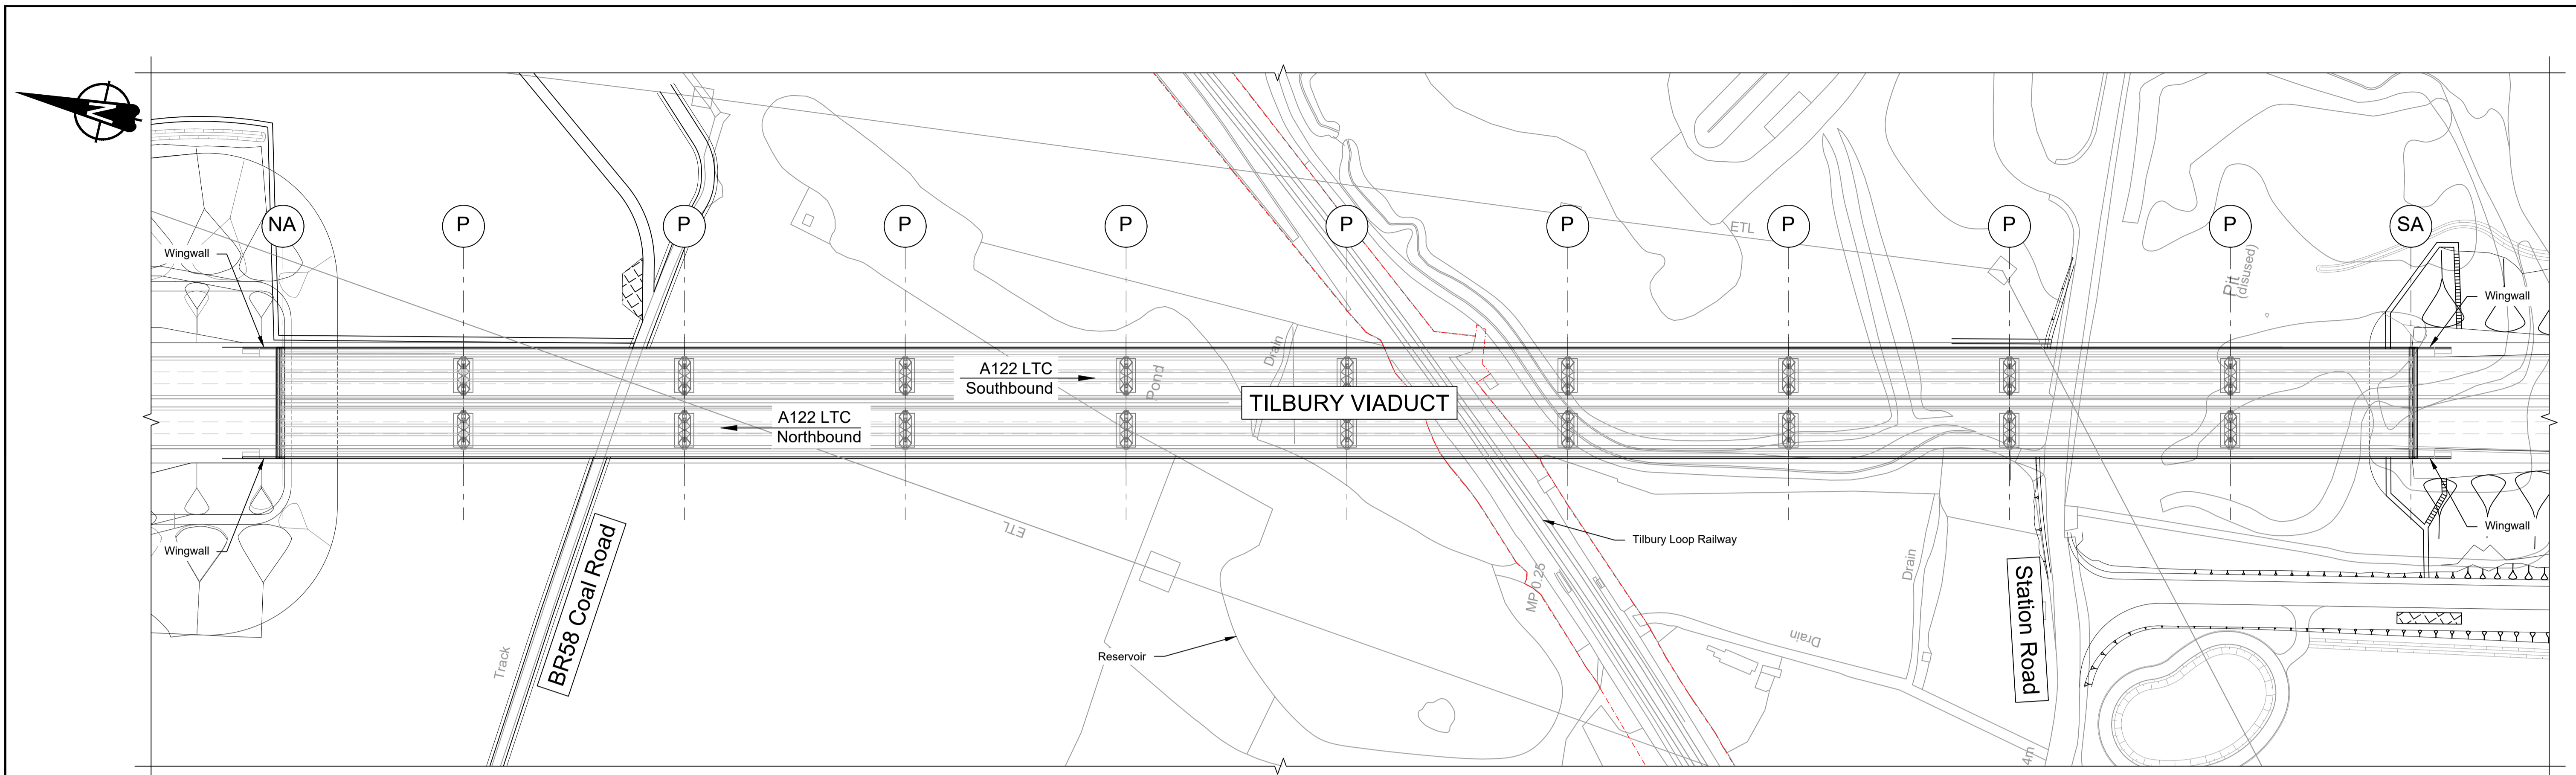 N
NA
P
P
P
P
P
P
P
P
P
SA
Wingwall
ETL
Pit
(disused)
Wingwall
Drain
Pond
A122 LTC
Southbound
TILBURY VIADUCT
A122 LTC
Northbound
Wingwall
Wingwall
ETL
Tilbury Loop Railway
BR58 Coal Road
Track
MP 0.25
Drain
Station Road
Drain
Reservoir
4m